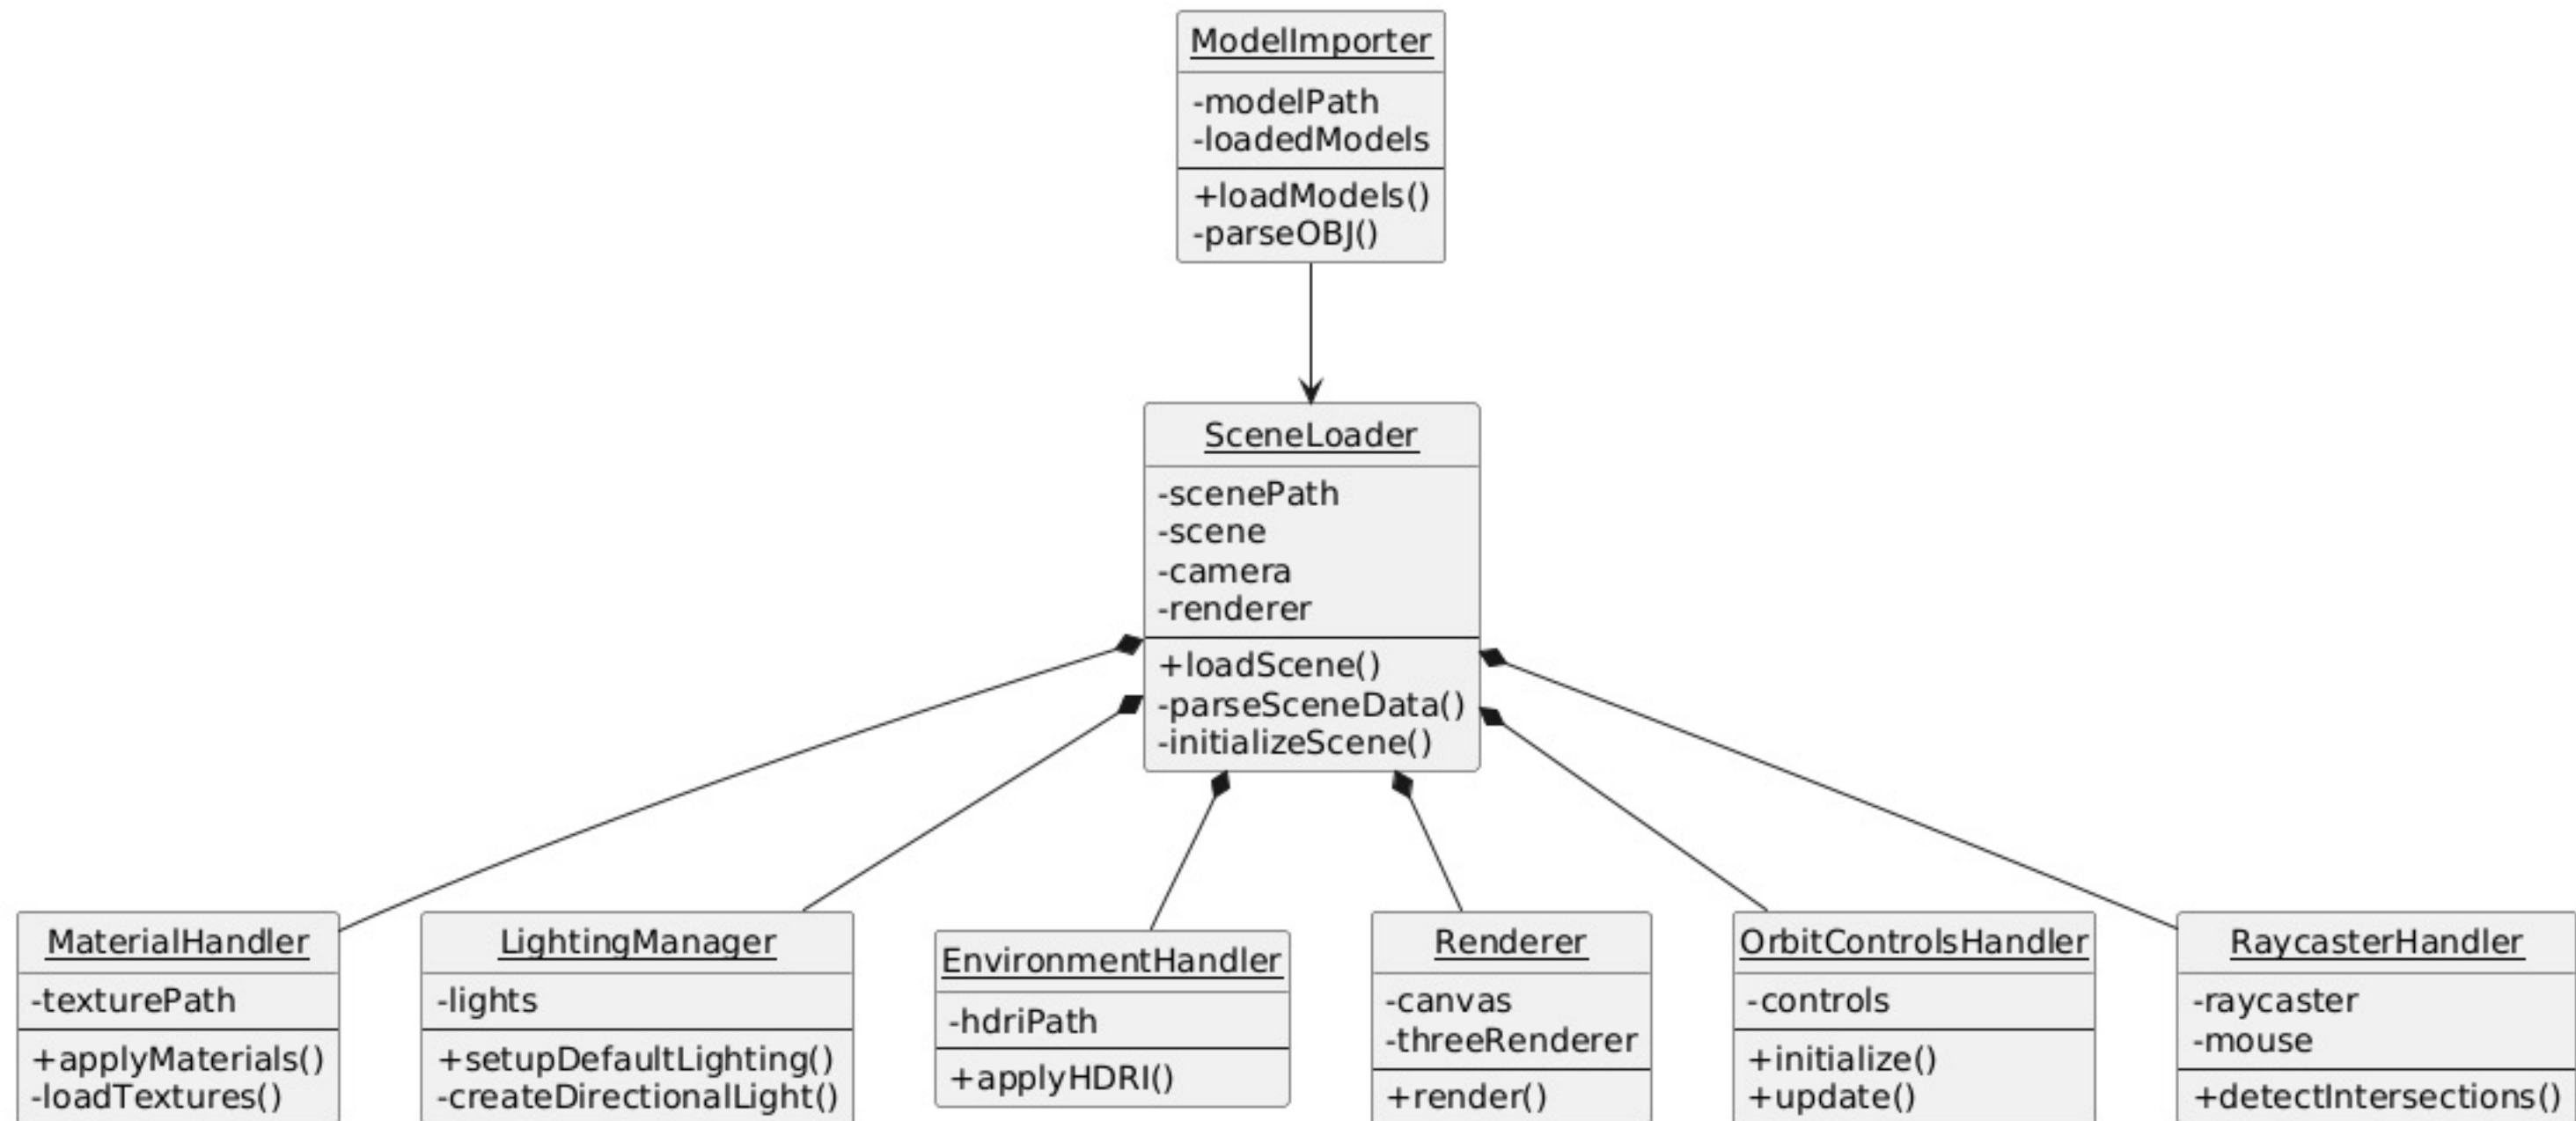 ModelImporter
-modelPath
-loadedModels
+loadModels()
-parseOBJ()
SceneLoader
-scenePath
-scene
-camera
-renderer
+loadScene()
-parseSceneData()
-initializeScene()
MaterialHandler
-texturePath
+applyMaterials()
-loadTextures()
LightingManager
-lights
+setupDefaultLighting()
-createDirectionalLight()
EnvironmentHandler
-hdriPath
+applyHDRI()
Renderer
-canvas
-threeRenderer
+render()
OrbitControlsHandler
-controls
+initialize()
+update()
RaycasterHandler
-raycaster
-mouse
+detectIntersections()